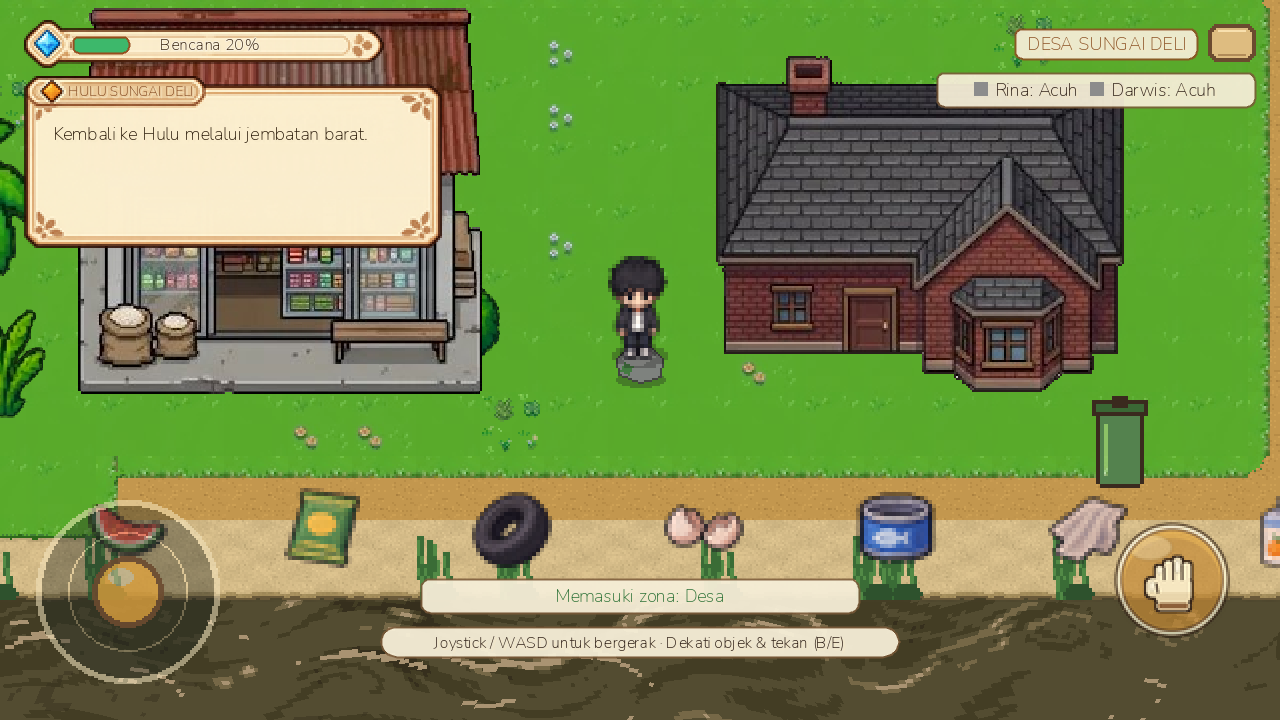 Bencana 20%
DESA SUNGAI DELI
HULU SUNGAI DELI
Rina: Acuh Darwis: Acuh
Kembali ke Hulu melalui jembatan barat.
Memasuki zona: Desa
Joystick / WASD untuk bergerak · Dekati objek & tekan (B/E)